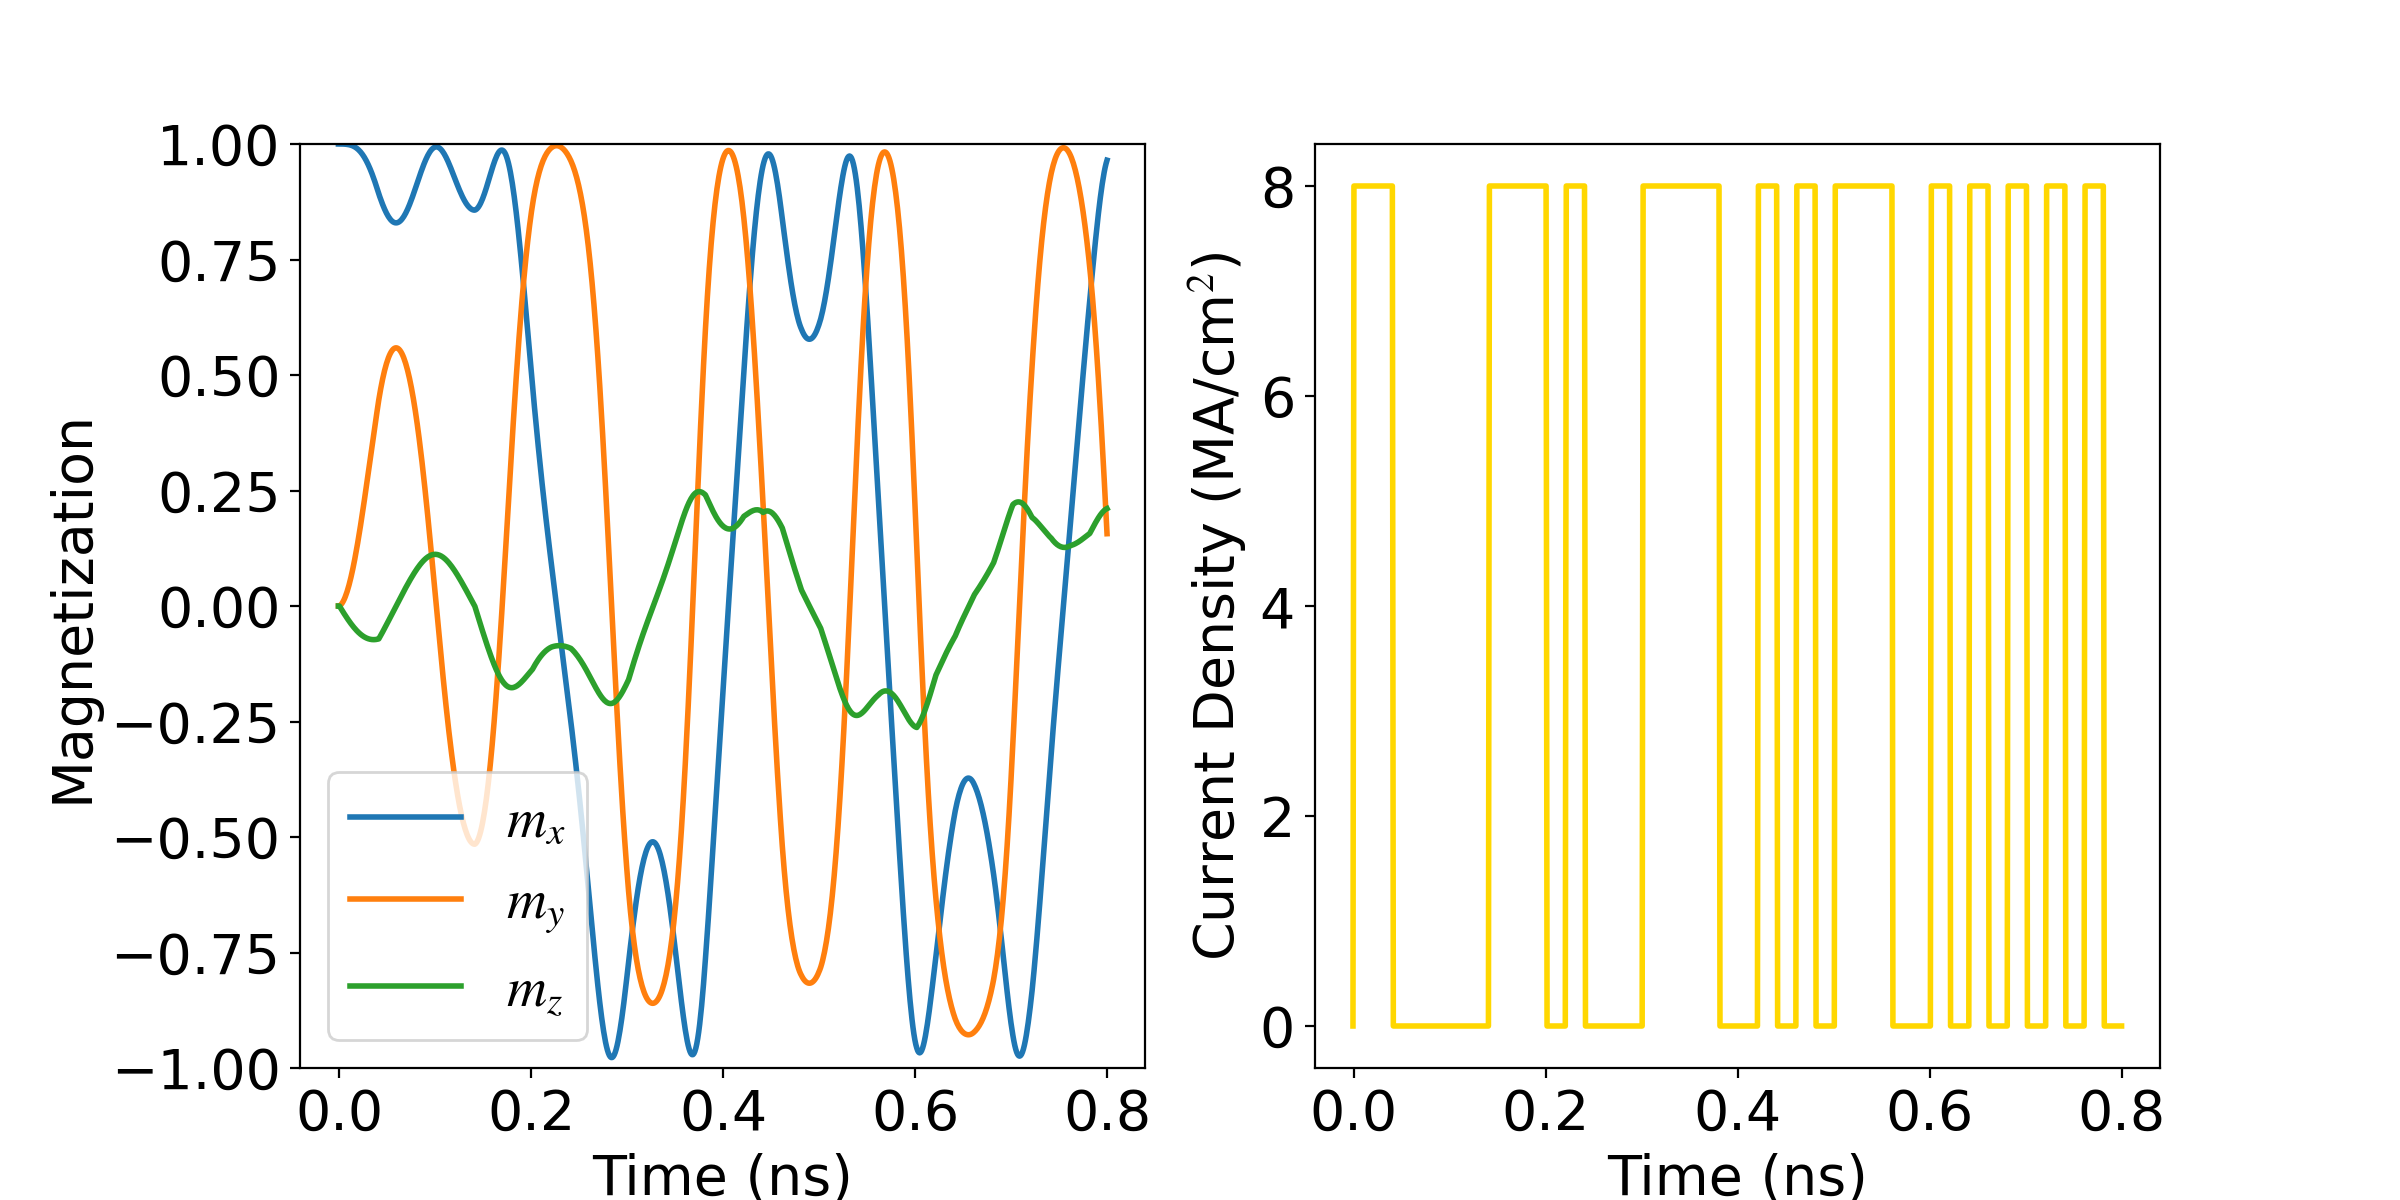 Magnetization
1.00
0.75
0.50
0.25
0.00
−0.25
−0.50
−0.75
−1.00
0.0 0.2 0.4 0.6 0.8
Time (ns)
m_x
m_y
m_z
Current Density (MA/cm²)
8
6
4
2
0
0.0 0.2 0.4 0.6 0.8
Time (ns)